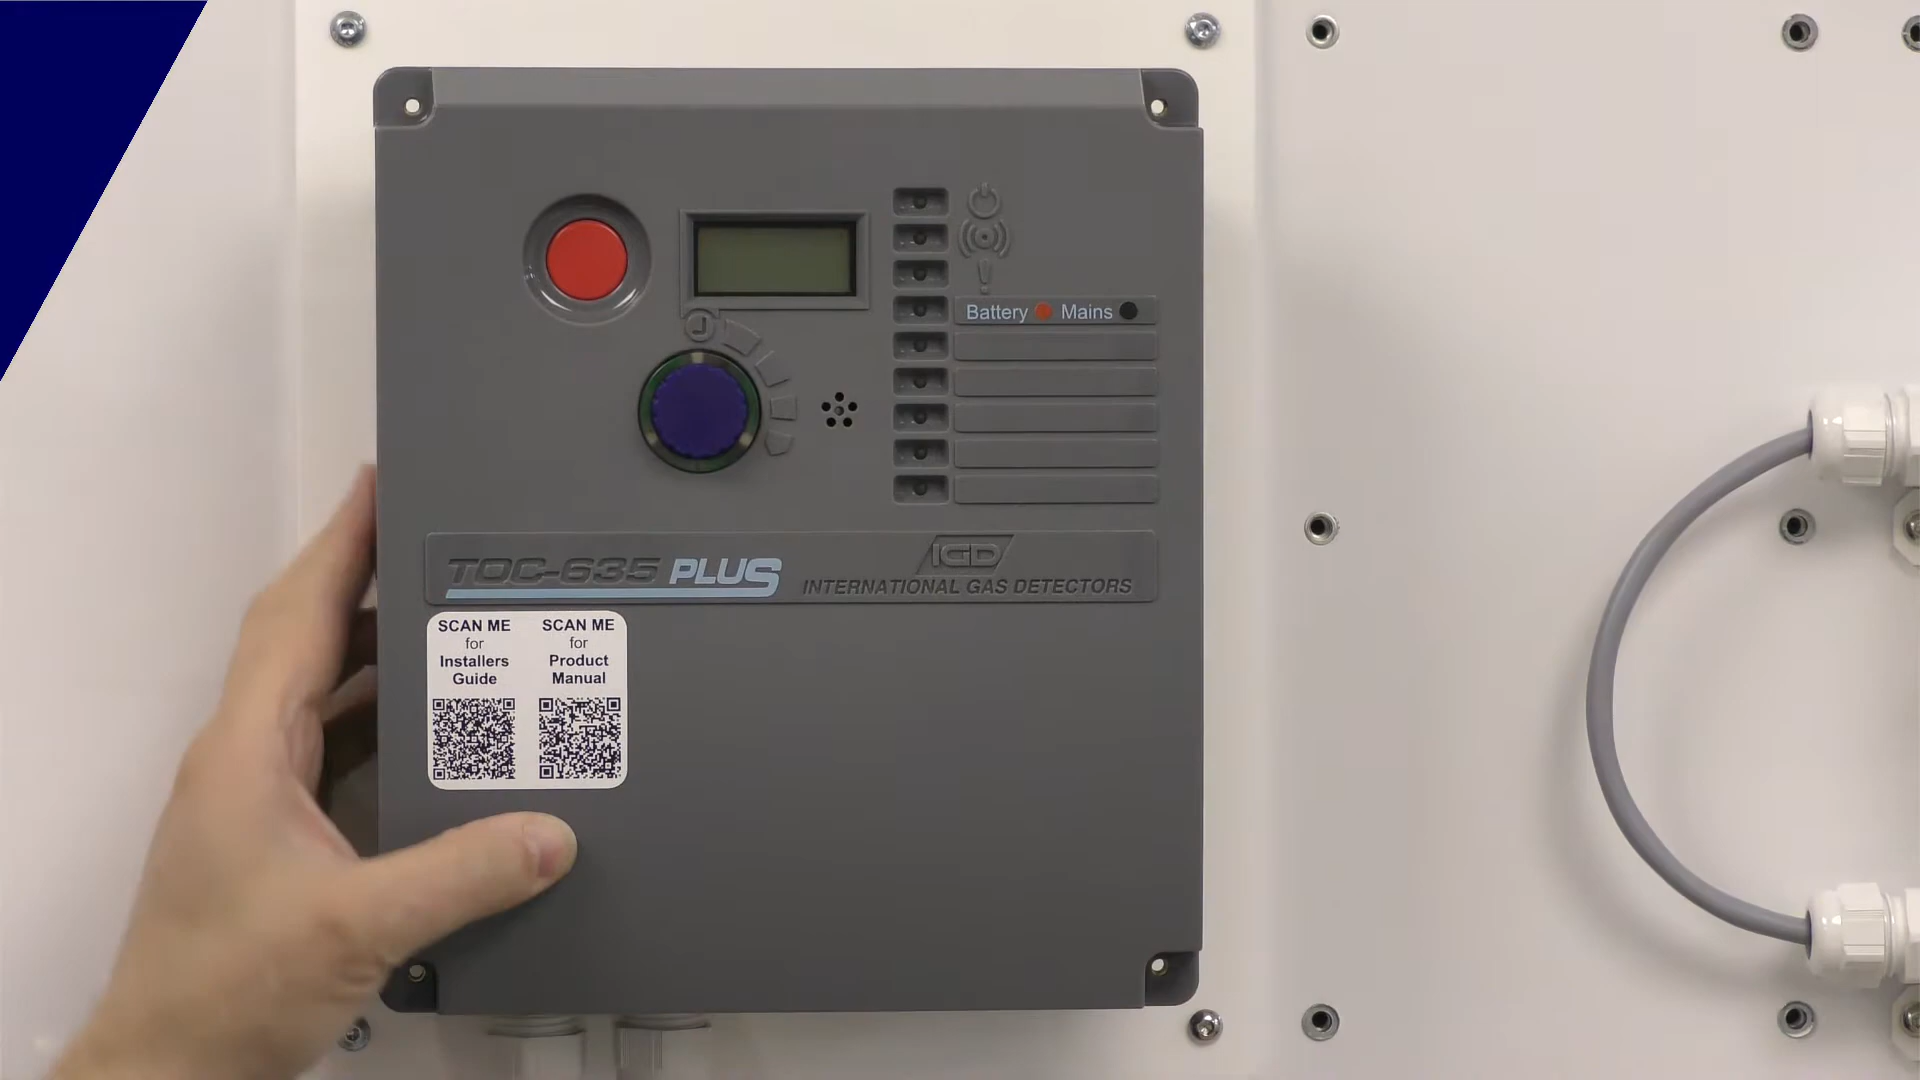 Battery Mains
TOC-635 PLUS
IGD
INTERNATIONAL GAS DETECTORS
SCAN ME
for
Installers
Guide
SCAN ME
for
Product
Manual